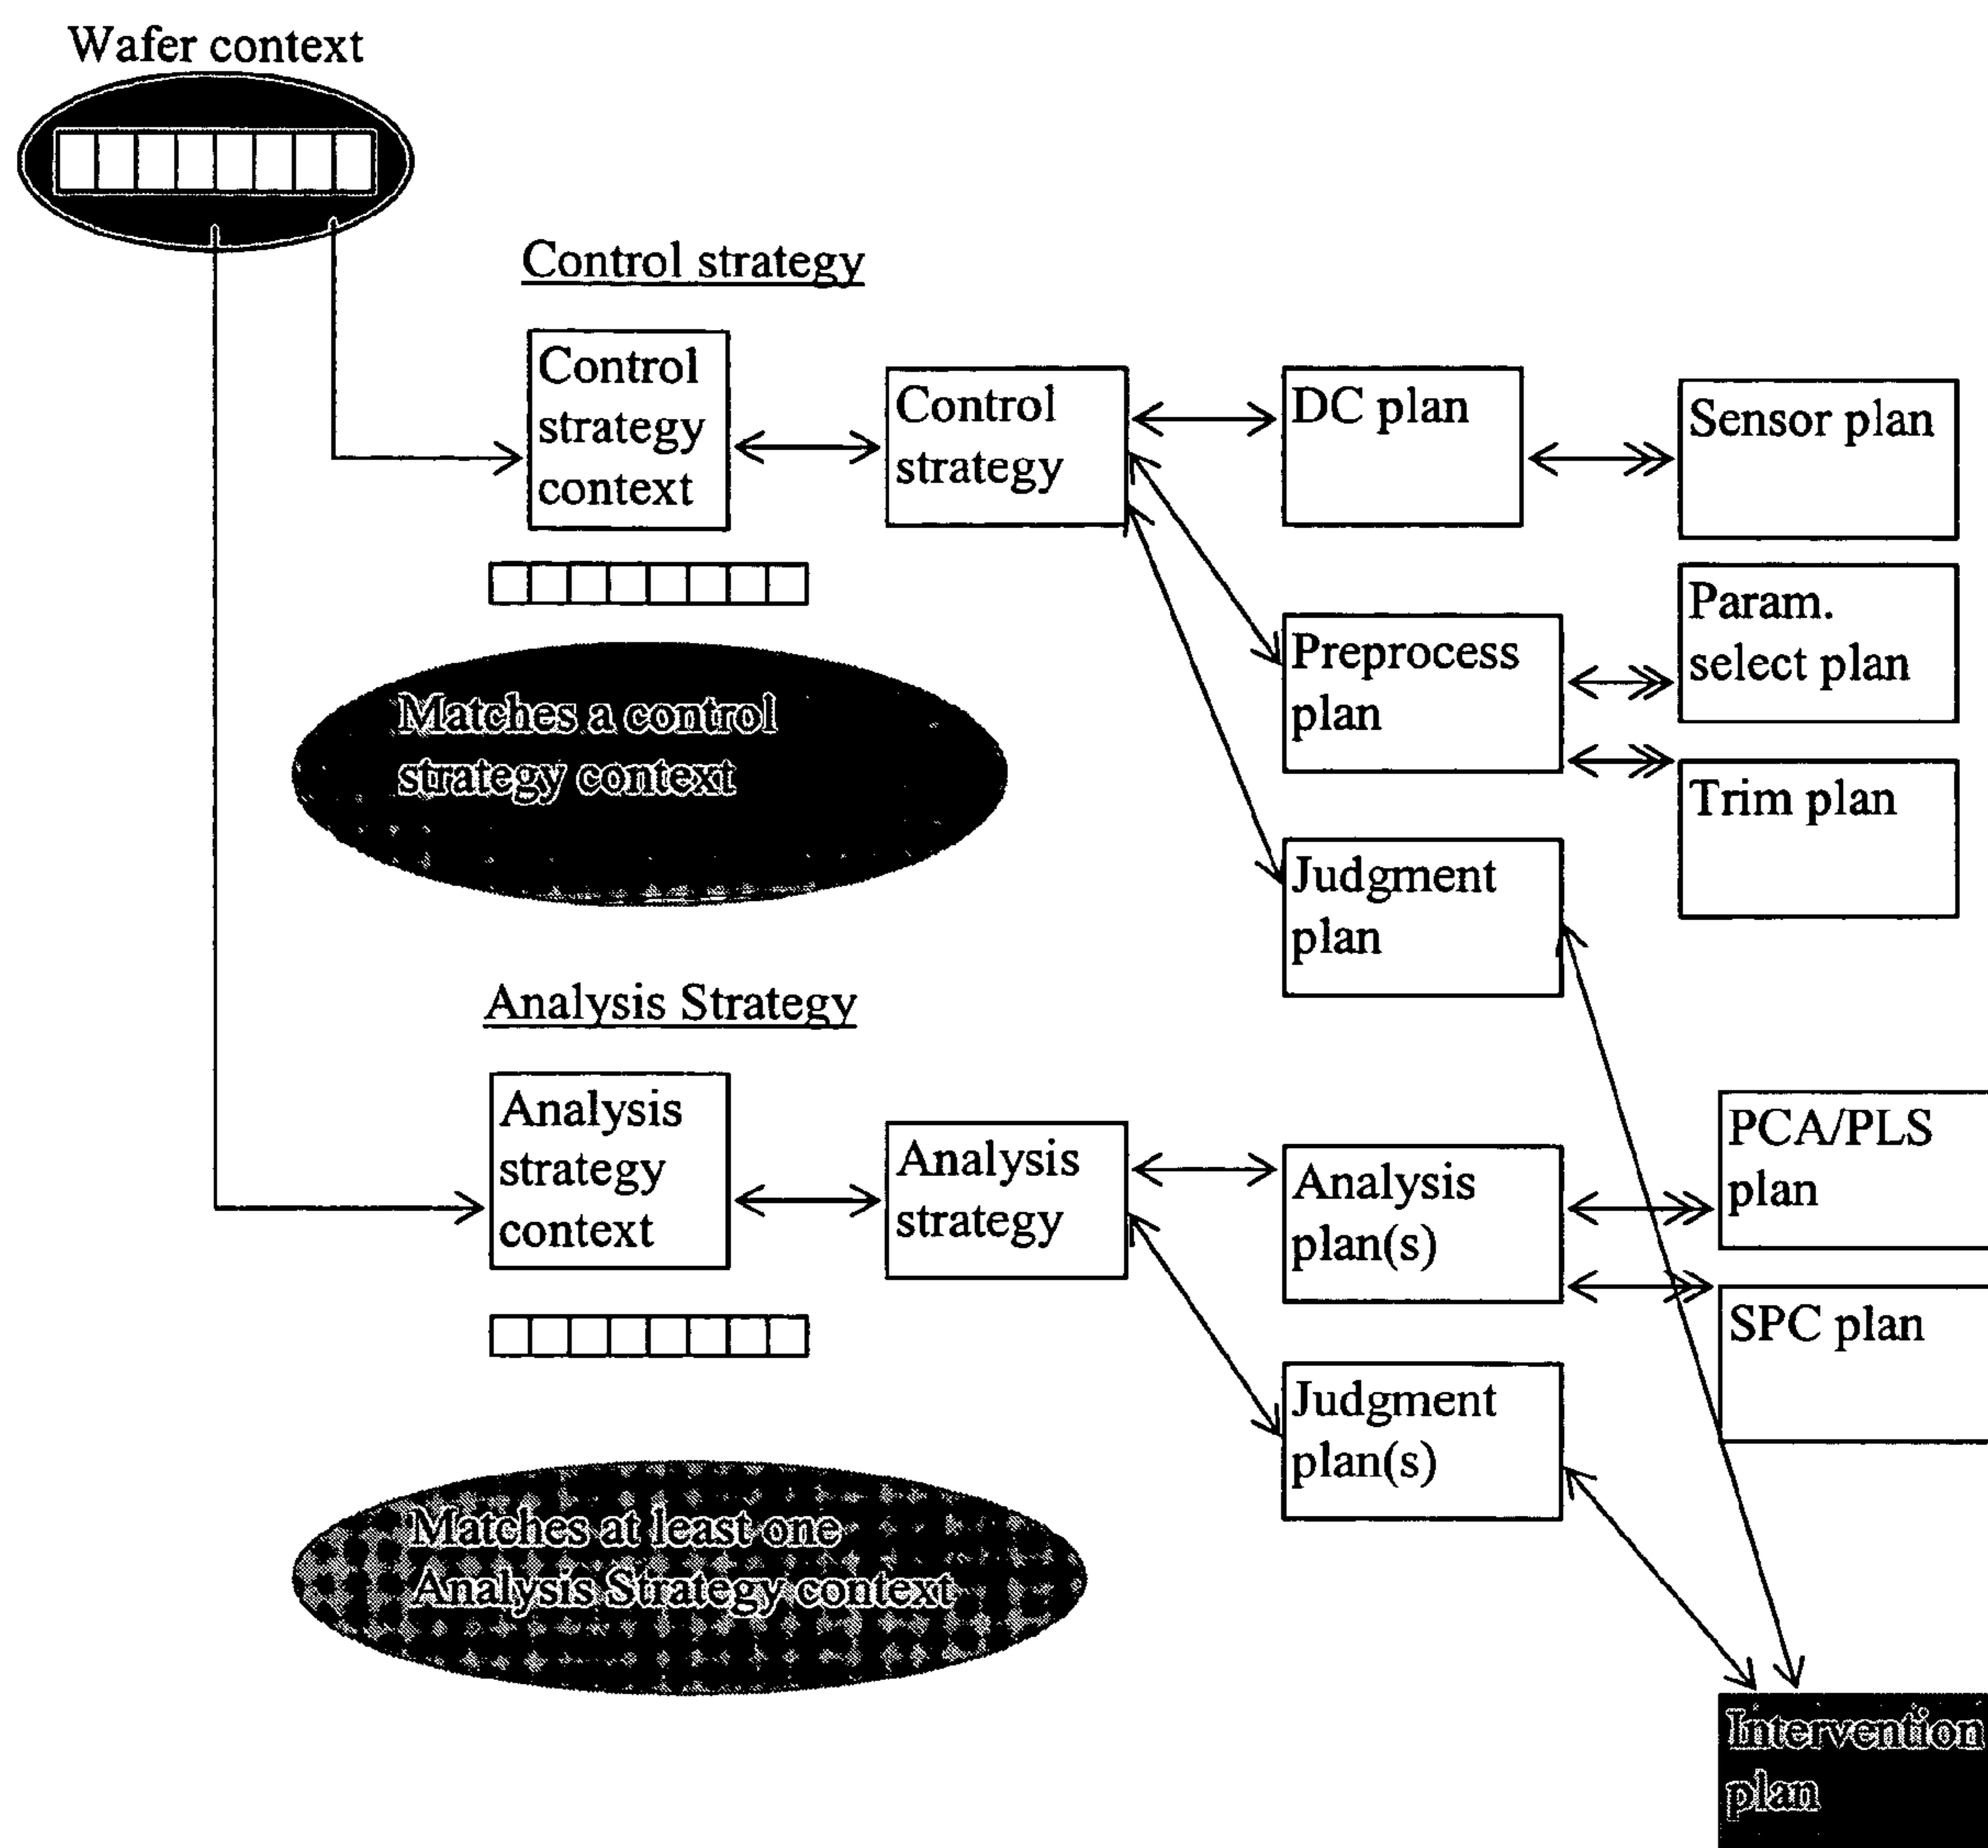 Wafer context
Control strategy
Control
strategy
context
Control
strategy
DC plan
Sensor plan
Param.
select plan
Preprocess
plan
Trim plan
Matches a control
strategy context
Judgment
plan
Analysis Strategy
Analysis
strategy
context
Analysis
strategy
Analysis
plan(s)
PCA/PLS
plan
SPC plan
Judgment
plan(s)
Matches at least one
Analysis Strategy context
Intervention
plan